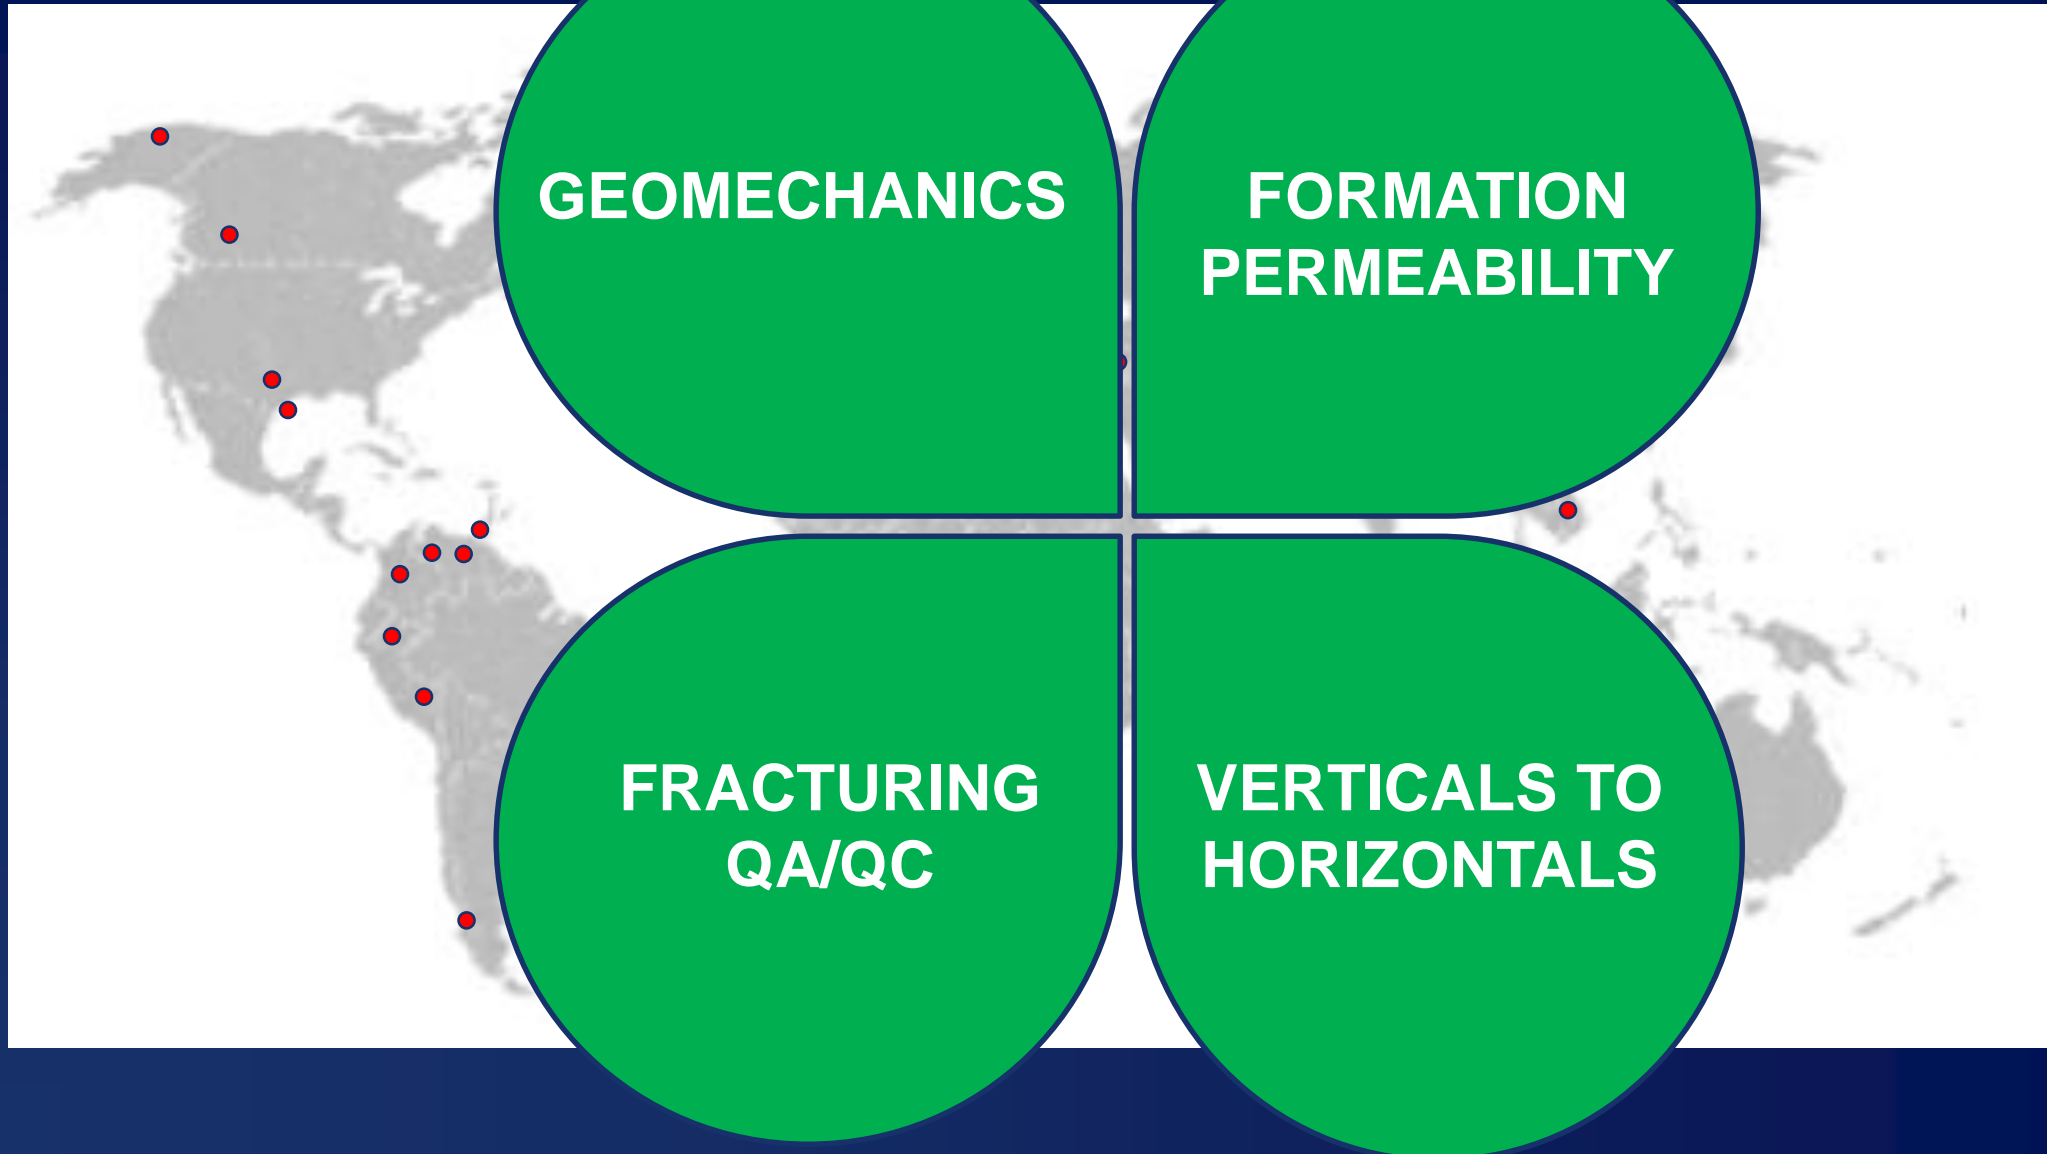 GEOMECHANICS
FORMATION
PERMEABILITY
FRACTURING
QA/QC
VERTICALS TO
HORIZONTALS